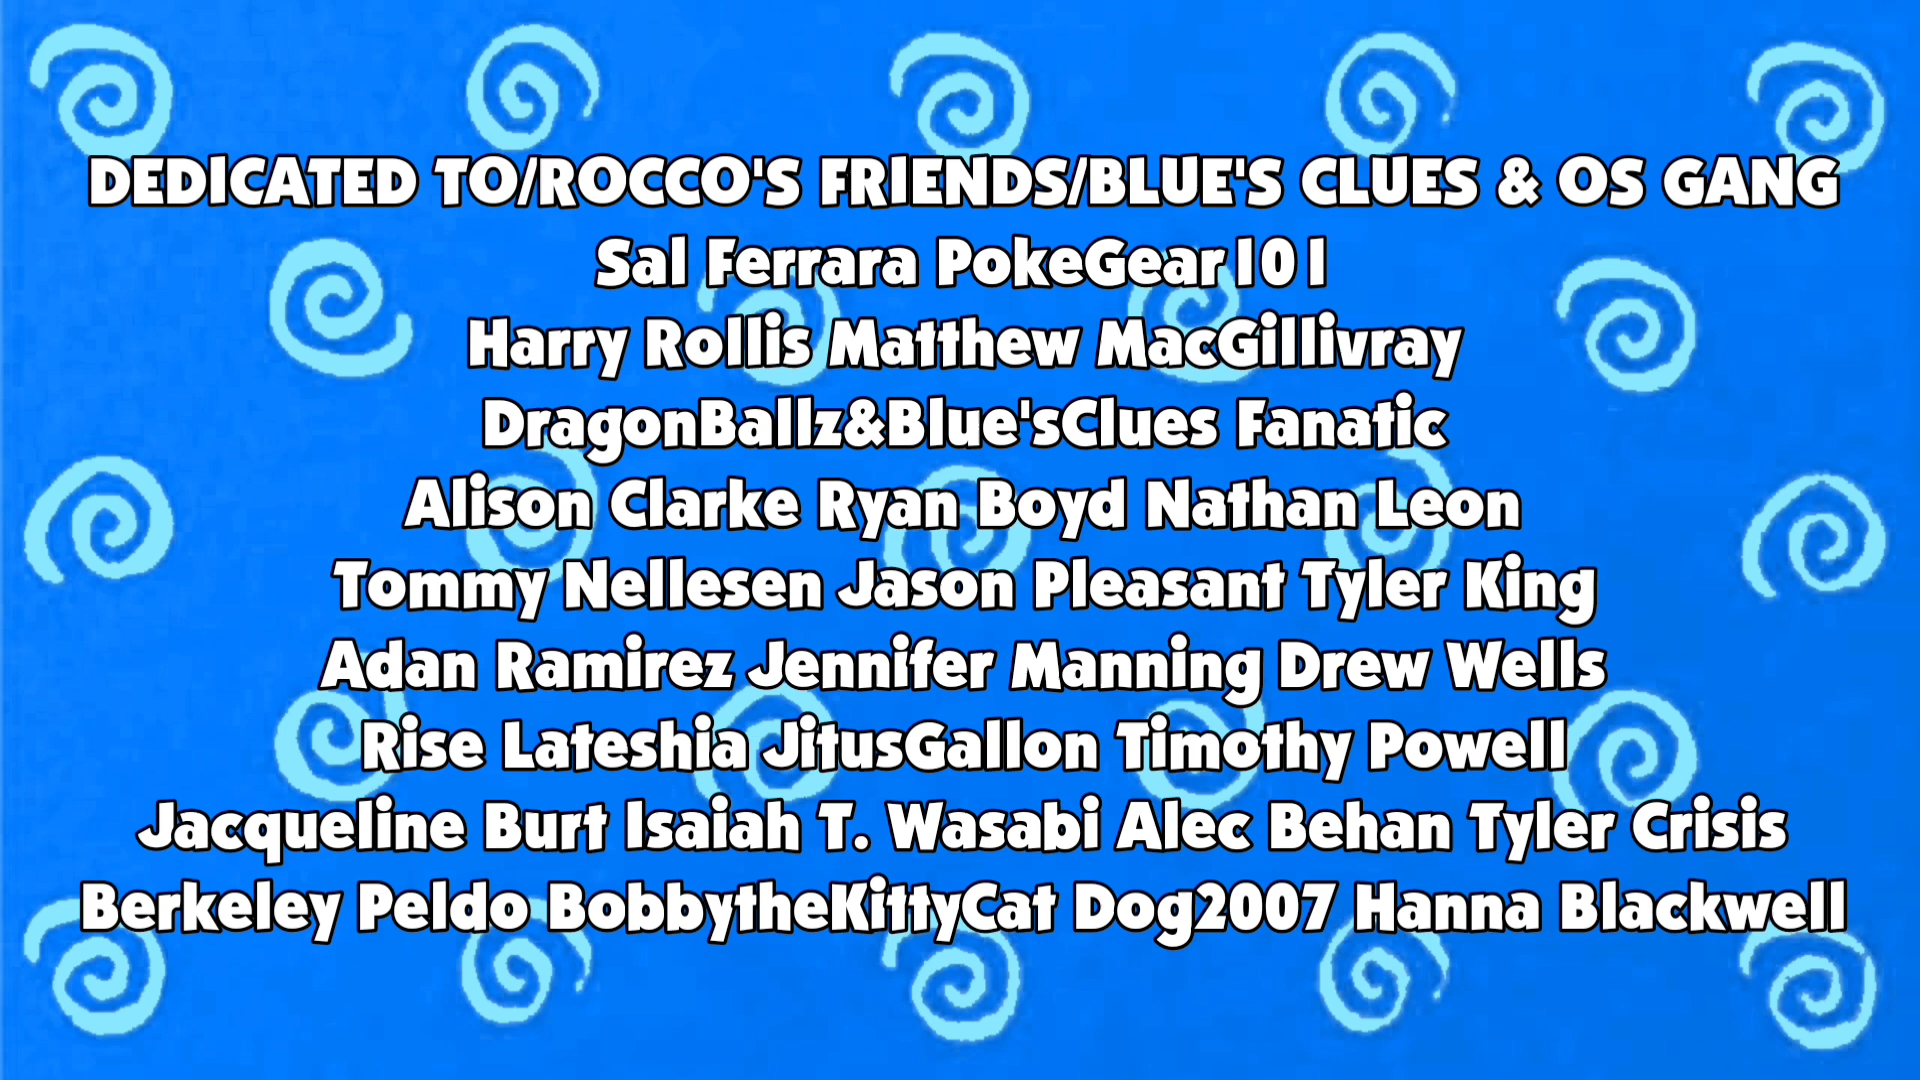 DEDICATED TO/ROCCO'S FRIENDS/BLUE'S CLUES & OS GANG
Sal Ferrara PokeGear101
Harry Rollis Matthew MacGillivray
DragonBallz&Blue'sClues Fanatic
Alison Clarke Ryan Boyd Nathan Leon
Tommy Nellesen Jason Pleasant Tyler King
Adan Ramirez Jennifer Manning Drew Wells
Rise Lateshia JitusGallon Timothy Powell
Jacqueline Burt Isaiah T. Wasabi Alec Behan Tyler Crisis
Berkeley Peldo BobbytheKittyCat Dog2007 Hanna Blackwell